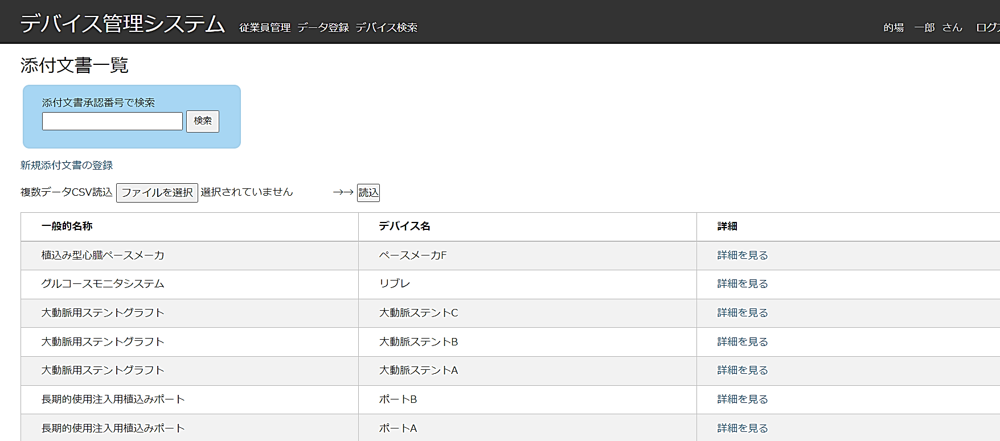 デバイス管理システム 従業員管理 データ登録 デバイス検索 的場 一郎 さん ログ
添付文書一覧
添付文書承認番号で検索
検索
新規添付文書の登録
複数データCSV読込 ファイルを選択 選択されていません →→ 読込
一般的名称 デバイス名 詳細
植込み型心臓ペースメーカ ペースメーカF 詳細を見る
グルコースモニタシステム リブレ 詳細を見る
大動脈用ステントグラフト 大動脈ステントC 詳細を見る
大動脈用ステントグラフト 大動脈ステントB 詳細を見る
大動脈用ステントグラフト 大動脈ステントA 詳細を見る
長期的使用注入用植込みポート ポートB 詳細を見る
長期的使用注入用植込みポート ポートA 詳細を見る